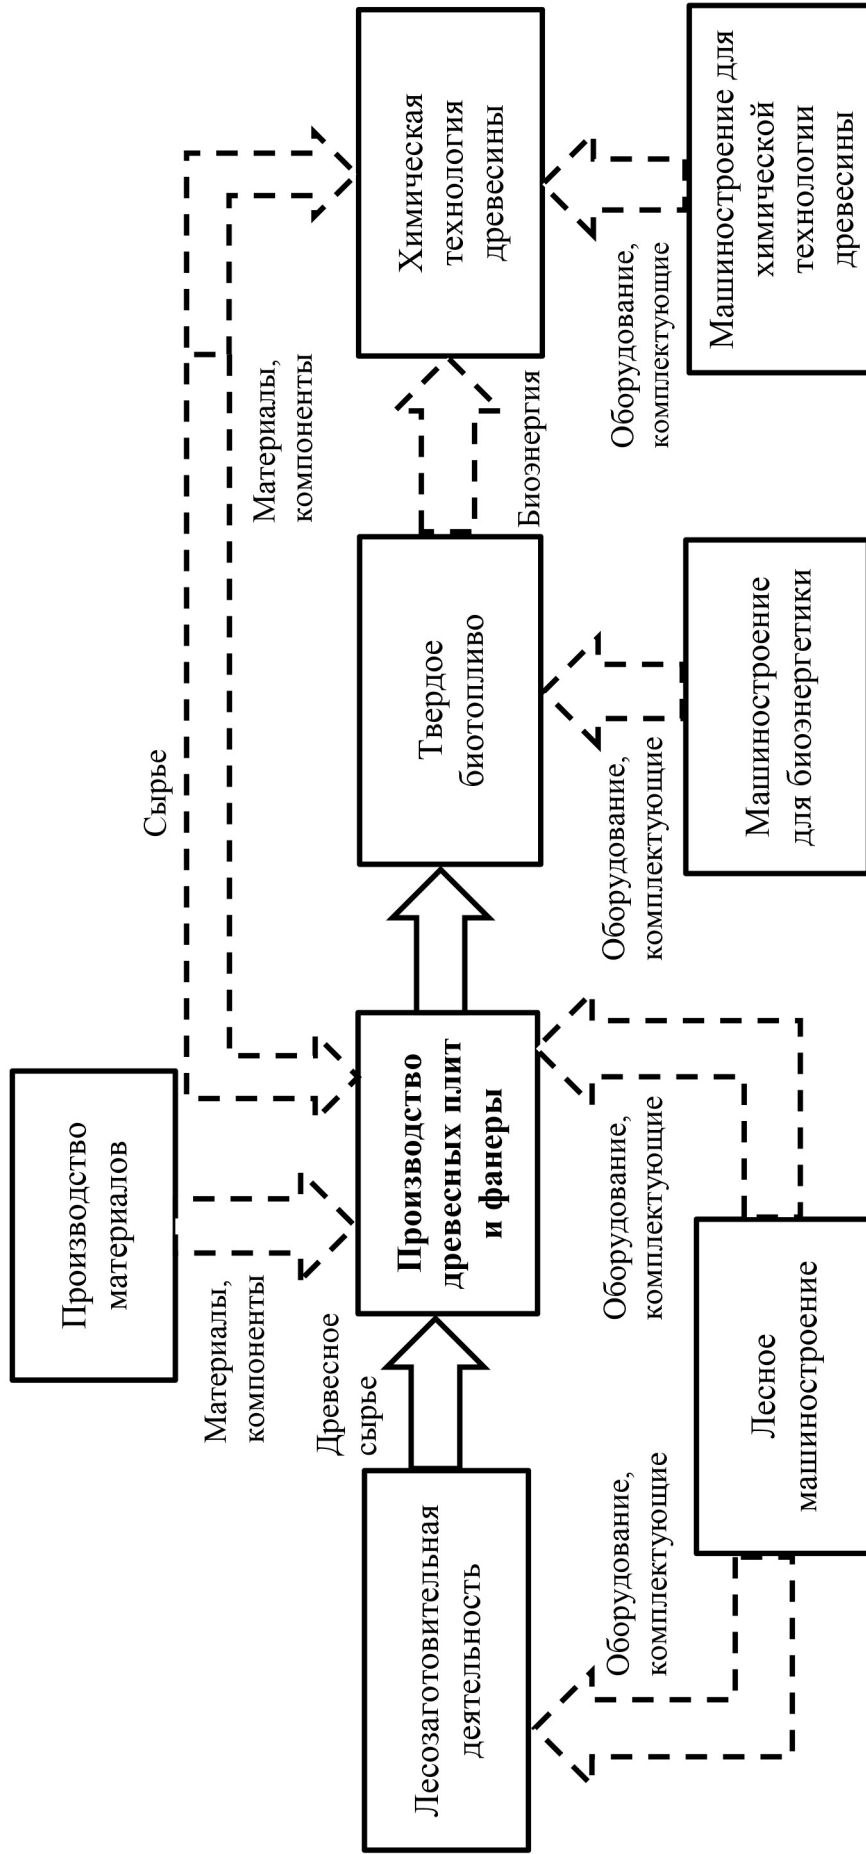 Производство
материалов
Сырье
Материалы,
компоненты
Материалы,
компоненты
Древесное
сырье
Лесозаготовительная
деятельность
Производство
древесных плит
и фанеры
Твердое
биотопливо
Биоэнергия
Химическая
технология
древесины
Оборудование,
комплектующие
Оборудование,
комплектующие
Оборудование,
комплектующие
Оборудование,
комплектующие
Лесное
машиностроение
Машиностроение
для биоэнергетики
Машиностроение для
химической
технологии
древесины